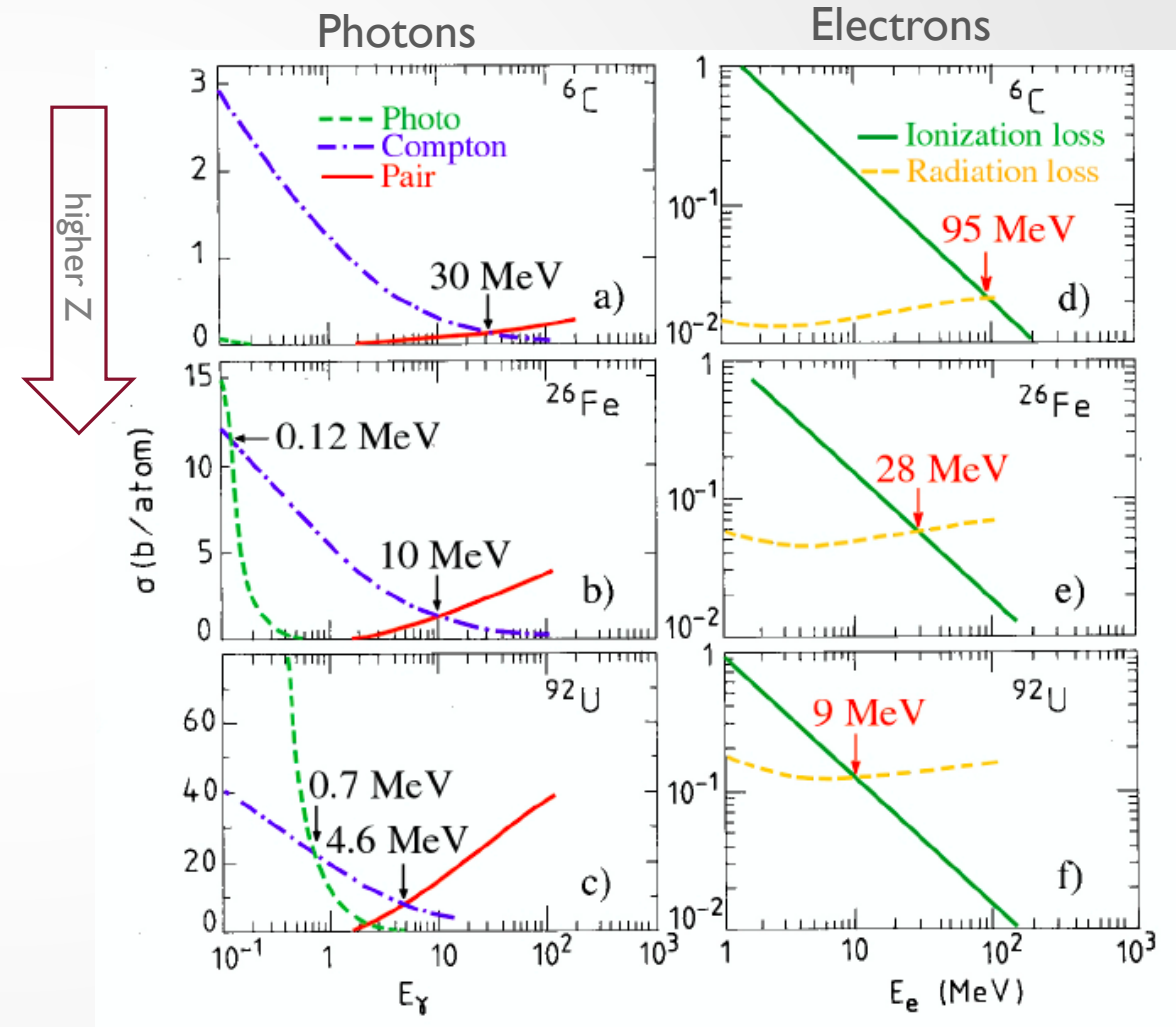 Photons
Electrons
higher Z
3
2
1
0
⁶C
Photo
Compton
Pair
30 MeV
a)
1
10⁻¹
10⁻²
⁶C
Ionization loss
Radiation loss
95 MeV
d)
σ(b/atom)
15
10
5
0
²⁶Fe
0.12 MeV
10 MeV
b)
1
10⁻¹
10⁻²
²⁶Fe
28 MeV
e)
60
40
20
0
⁹²U
0.7 MeV
4.6 MeV
c)
1
10⁻¹
10⁻²
⁹²U
9 MeV
f)
10⁻¹ 1 10 10² 10³
Eγ
1 10 10² 10³
Eₑ (MeV)